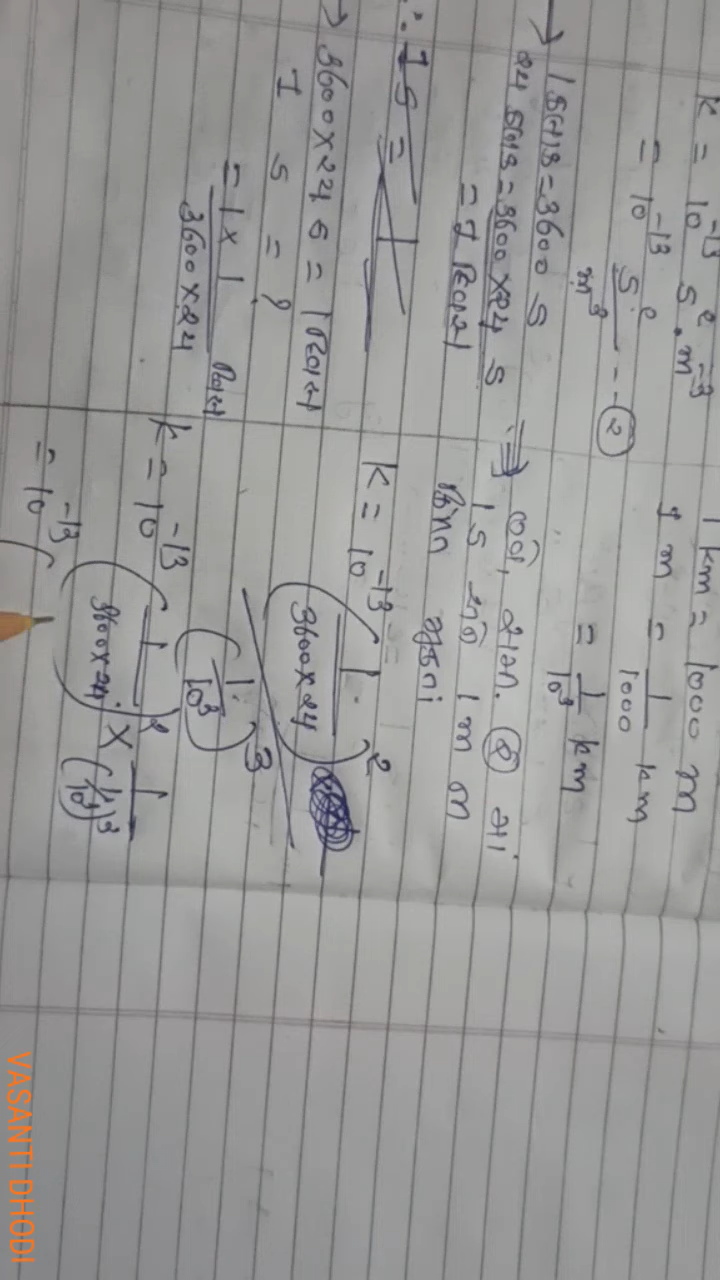 k = 10⁻¹³ s² m⁻³
= 10⁻¹³ s²/m³ -- ②
→ 1 કલાક = 3600 s
24 કલાક = 3600 × 24 s
= 1 દિવસ
∴ 1 s = 1
→ 3600 × 24 s = 1 દિવસ
1 s = ?
= 1 × 1 / 3600 × 24 દિવસ
1 km = 1000 m
1 m = 1/1000 km
= 1/10³ km
⇒ હવે, સમી. ② માં
1 s અને 1 m ની
કિંમત મુકતાં
k = 10⁻¹³ (1/3600 × 24)²
(1/10³)³
k = 10⁻¹³ (1/3600 × 24)² × 1/(1/10³)³
= 10⁻¹³
VASANTI DHODI